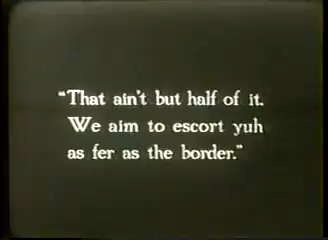 "That ain't but half of it.
We aim to escort yuh
as fer as the border."